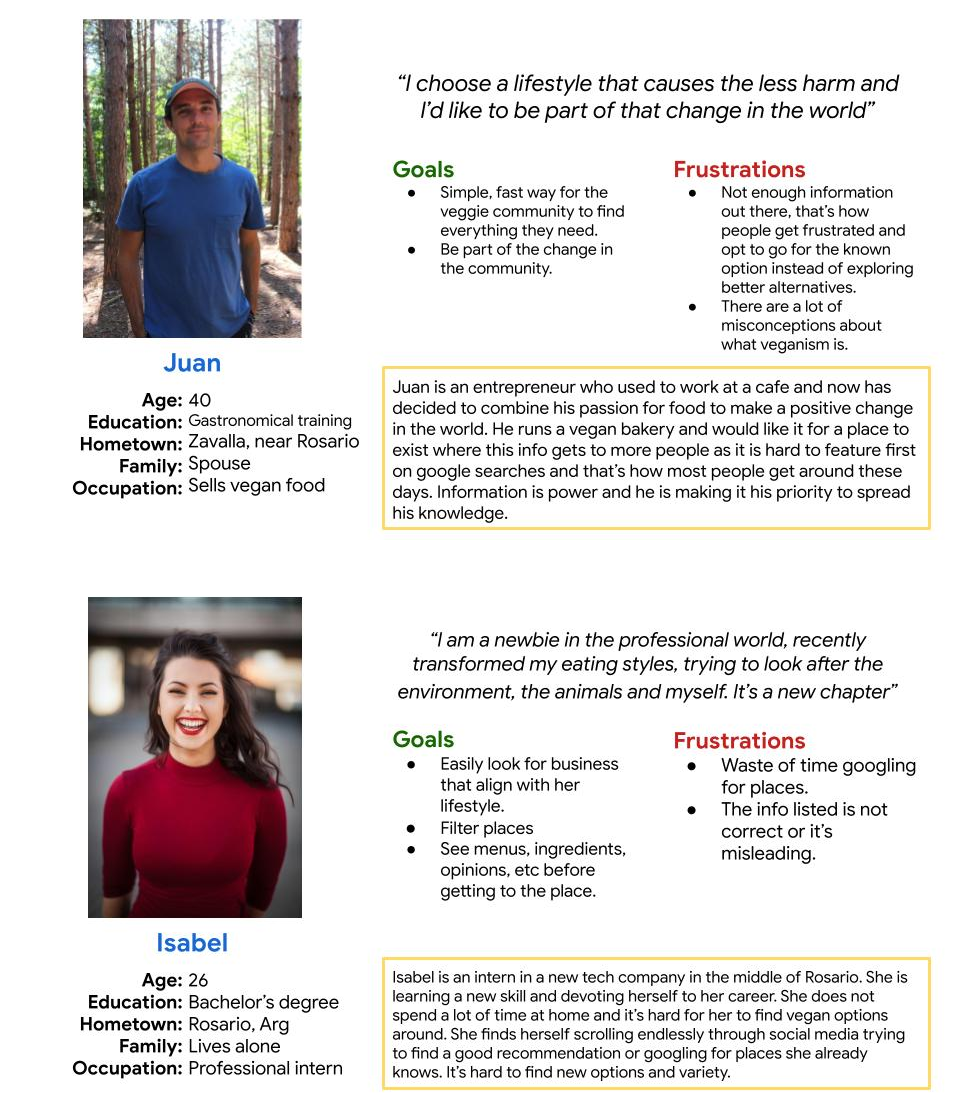 “I choose a lifestyle that causes the less harm and
I’d like to be part of that change in the world”
Goals
● Simple, fast way for the
veggie community to find
everything they need.
● Be part of the change in
the community.
Frustrations
● Not enough information
out there, that’s how
people get frustrated and
opt to go for the known
option instead of exploring
better alternatives.
● There are a lot of
misconceptions about
what veganism is.
Juan
Age: 40
Education: Gastronomical training
Hometown: Zavalla, near Rosario
Family: Spouse
Occupation: Sells vegan food
Juan is an entrepreneur who used to work at a cafe and now has
decided to combine his passion for food to make a positive change
in the world. He runs a vegan bakery and would like it for a place to
exist where this info gets to more people as it is hard to feature first
on google searches and that’s how most people get around these
days. Information is power and he is making it his priority to spread
his knowledge.
“I am a newbie in the professional world, recently
transformed my eating styles, trying to look after the
environment, the animals and myself. It’s a new chapter”
Goals
● Easily look for business
that align with her
lifestyle.
● Filter places
● See menus, ingredients,
opinions, etc before
getting to the place.
Frustrations
● Waste of time googling
for places.
● The info listed is not
correct or it’s
misleading.
Isabel
Age: 26
Education: Bachelor’s degree
Hometown: Rosario, Arg
Family: Lives alone
Occupation: Professional intern
Isabel is an intern in a new tech company in the middle of Rosario. She is
learning a new skill and devoting herself to her career. She does not
spend a lot of time at home and it’s hard for her to find vegan options
around. She finds herself scrolling endlessly through social media trying
to find a good recommendation or googling for places she already
knows. It’s hard to find new options and variety.